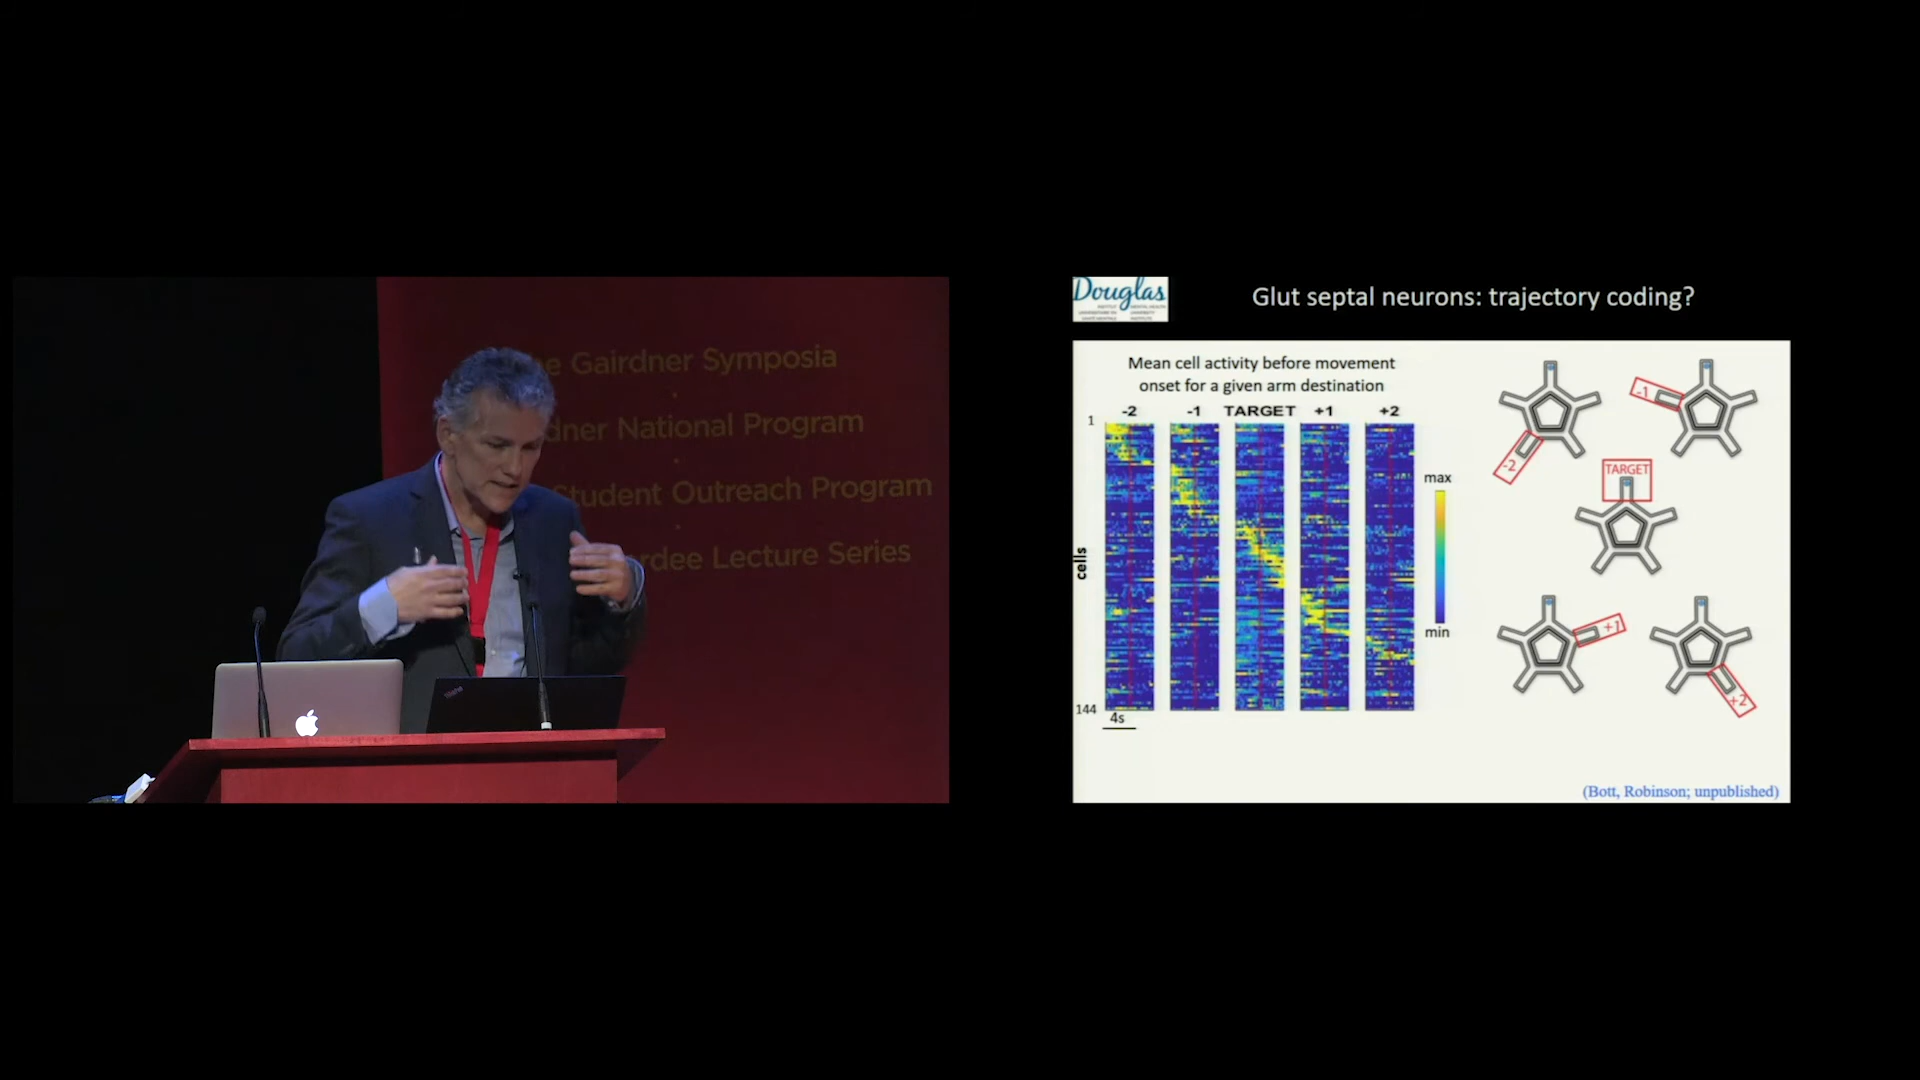 Gairdner Symposia
National Program
Student Outreach Program
Lecture Series
Douglas
Glut septal neurons: trajectory coding?
Mean cell activity before movement
onset for a given arm destination
-2 -1 TARGET +1 +2
1
cells
144
4s
max
min
-1
-2
TARGET
+1
+2
(Bott, Robinson; unpublished)